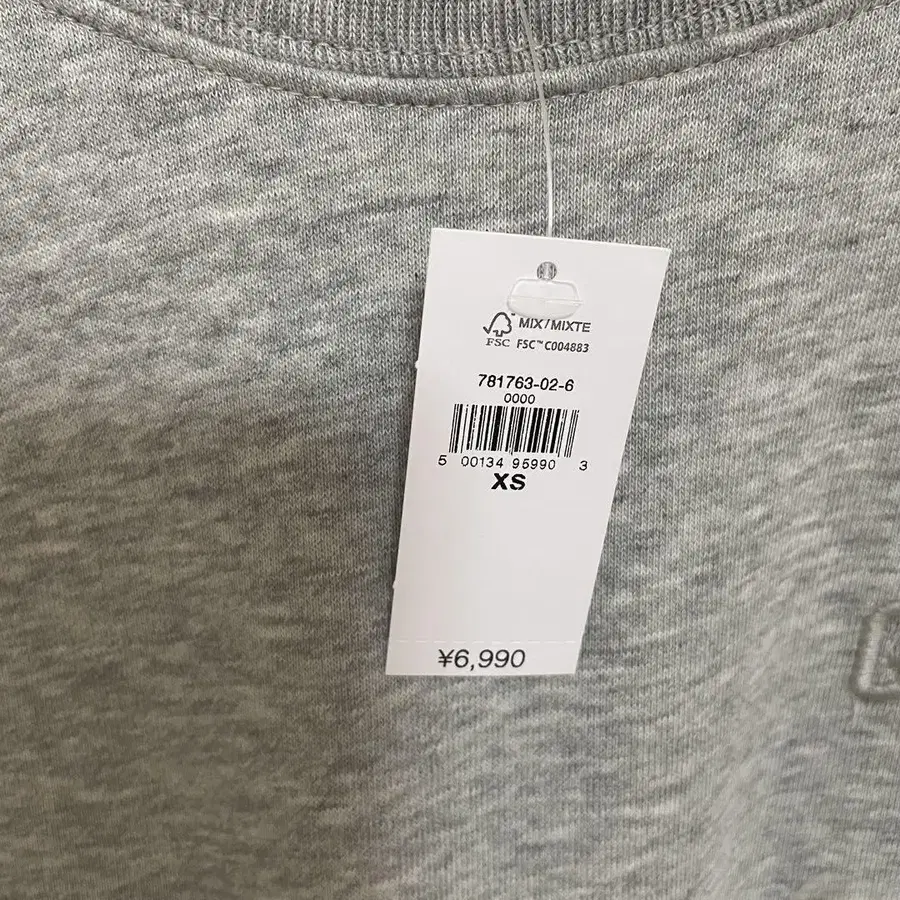 MIX/MIXTE
FSC FSC™ C004883
781763-02-6
0000
5 00134 95990 3
XS
¥6,990